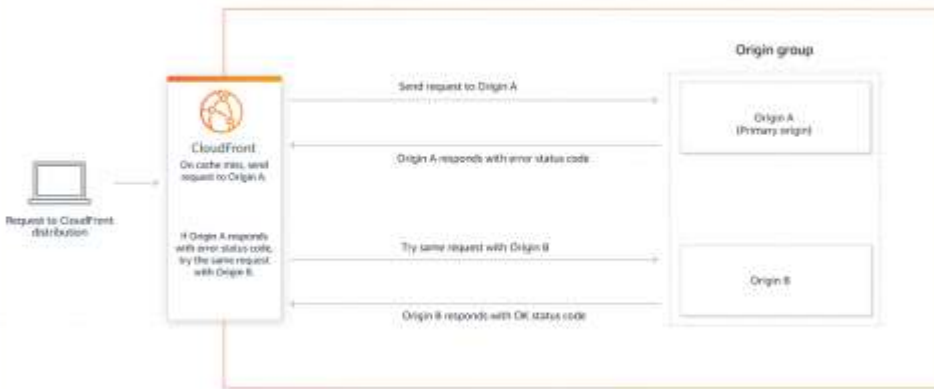 Origin group
Send request to Origin A
Origin A
(Primary origin)
CloudFront
On cache miss, send
request to Origin A.
Origin A responds with error status code
Request to CloudFront
distribution
If Origin A responds
with error status code,
try the same request
with Origin B.
Try same request with Origin B
Origin B
Origin B responds with OK status code